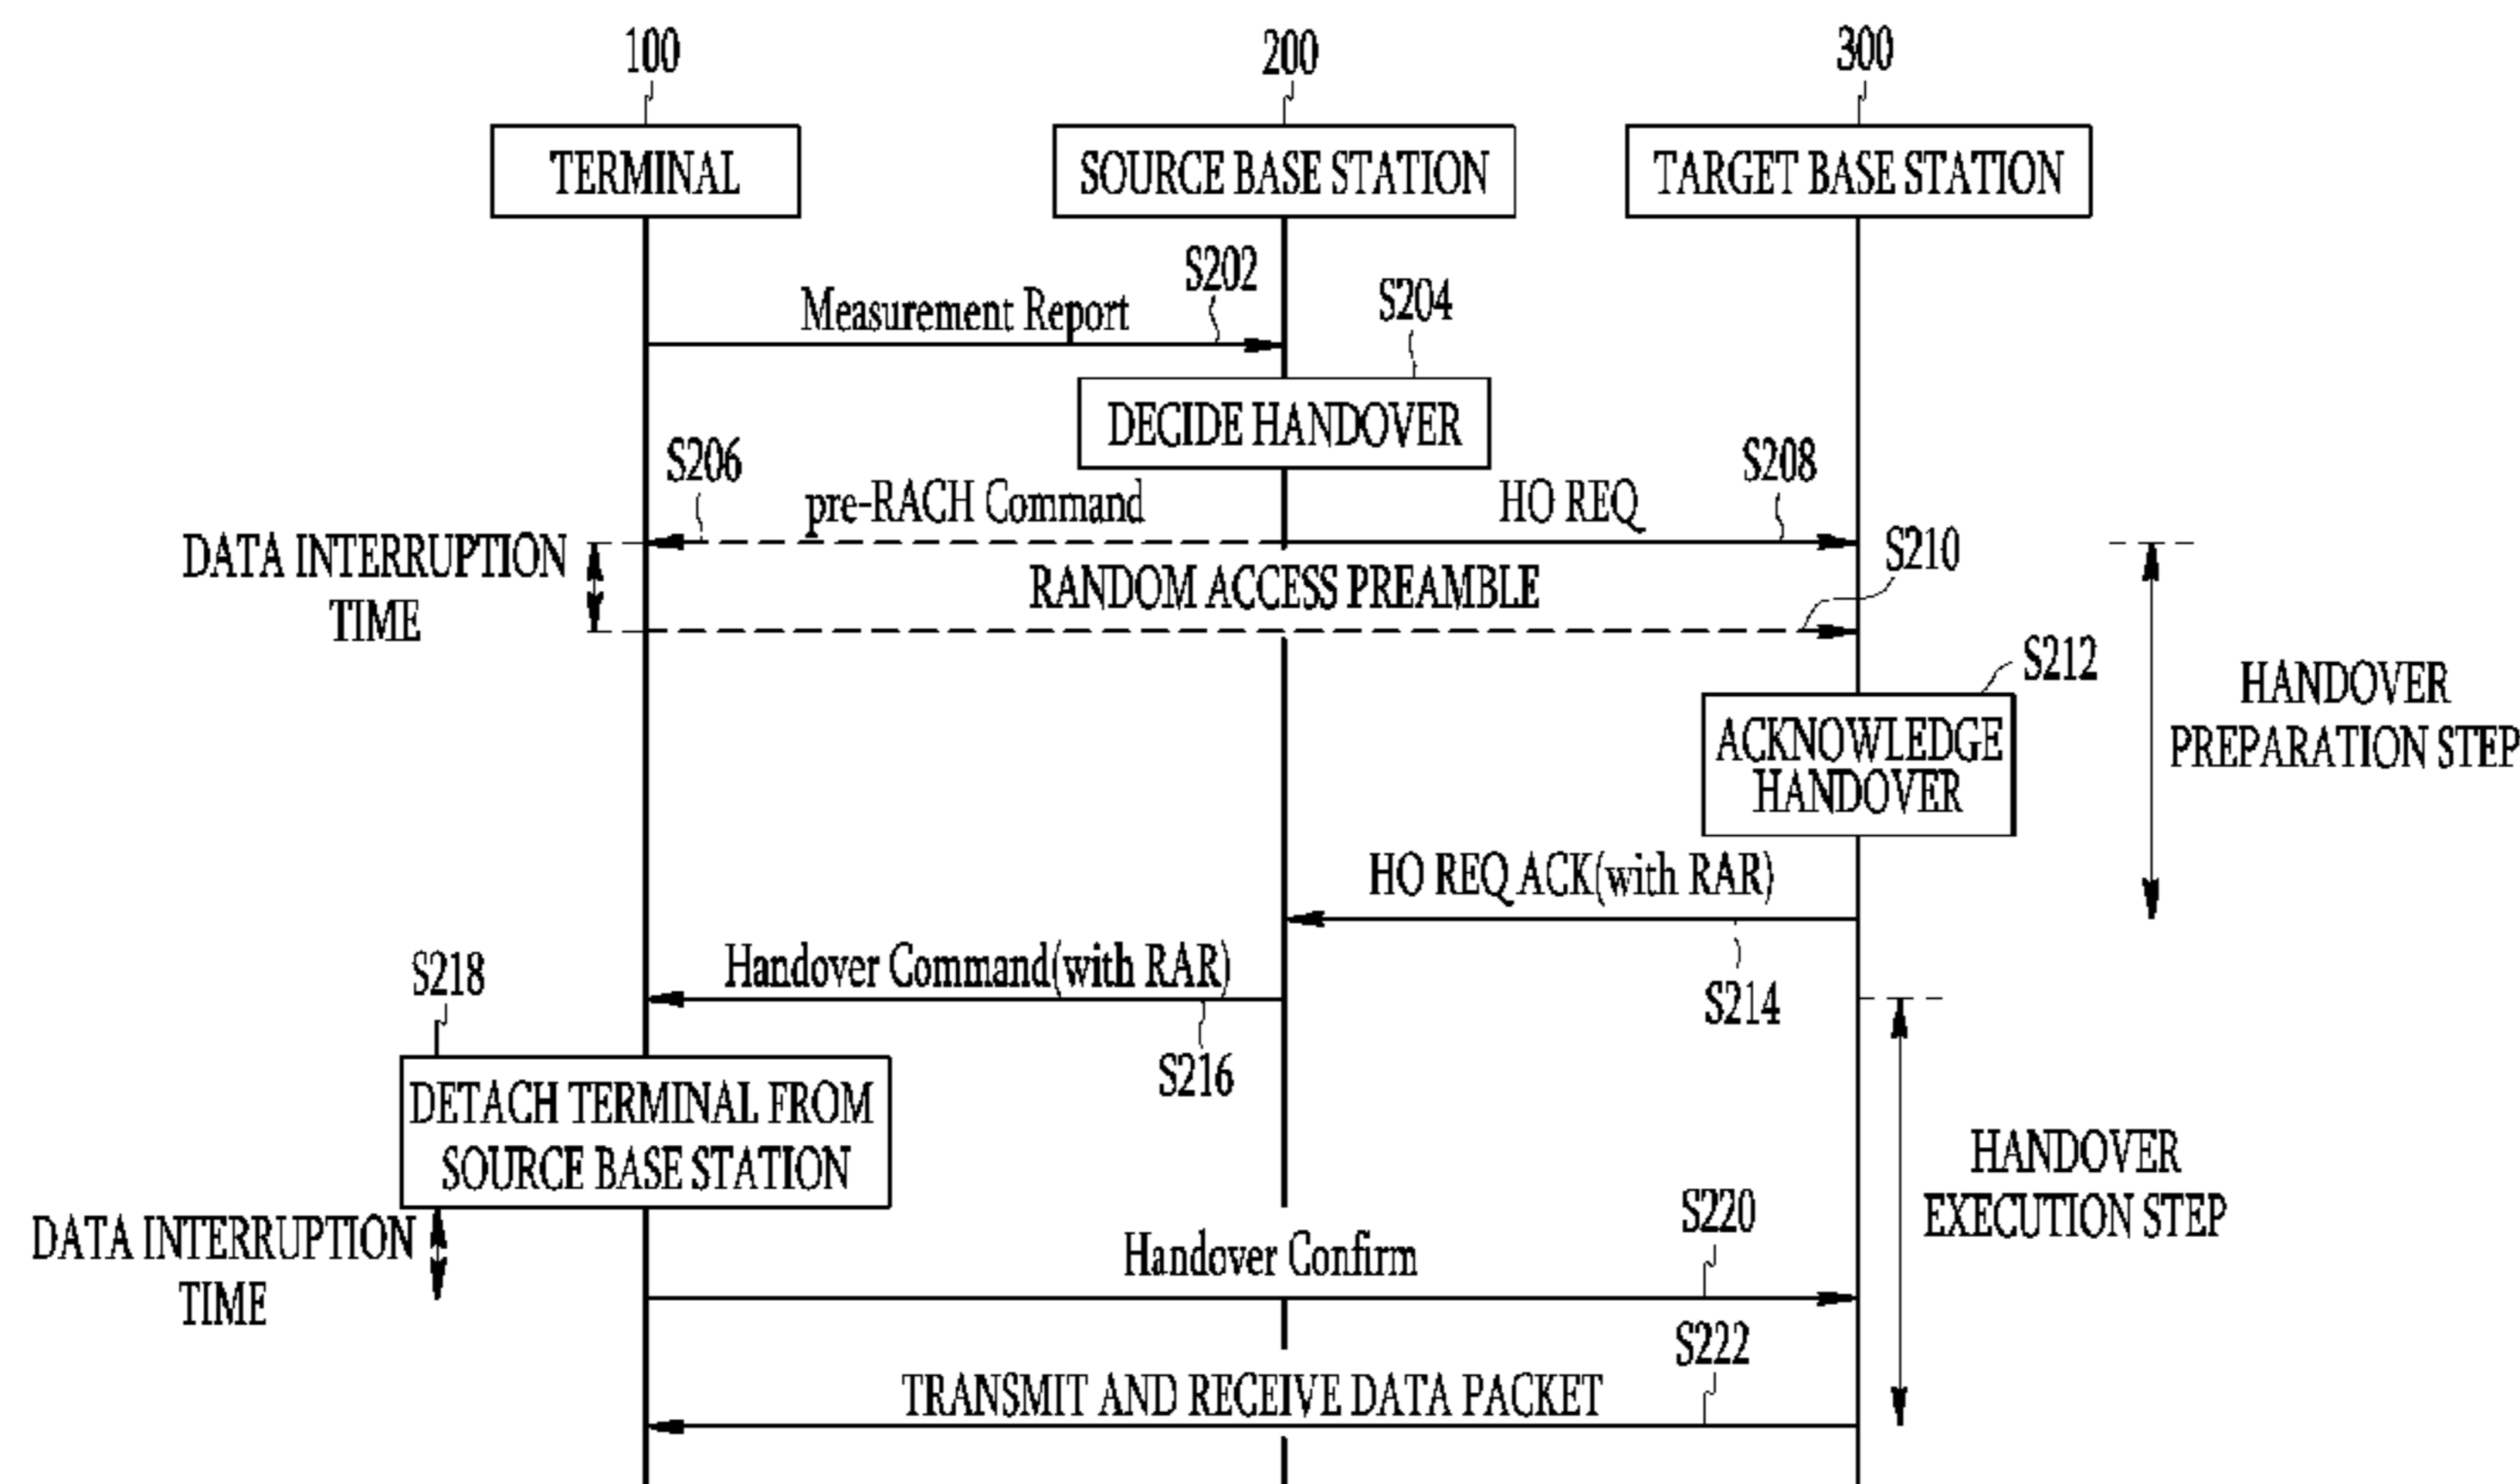 100
200
300
TERMINAL
SOURCE BASE STATION
TARGET BASE STATION
S202
Measurement Report
S204
DECIDE HANDOVER
S206
pre-RACH Command
HO REQ
S208
DATA INTERRUPTION
TIME
RANDOM ACCESS PREAMBLE
S210
S212
ACKNOWLEDGE
HANDOVER
HANDOVER
PREPARATION STEP
HO REQ ACK(with RAR)
S214
Handover Command(with RAR)
S216
S218
DETACH TERMINAL FROM
SOURCE BASE STATION
HANDOVER
EXECUTION STEP
DATA INTERRUPTION
TIME
Handover Confirm
S220
S222
TRANSMIT AND RECEIVE DATA PACKET